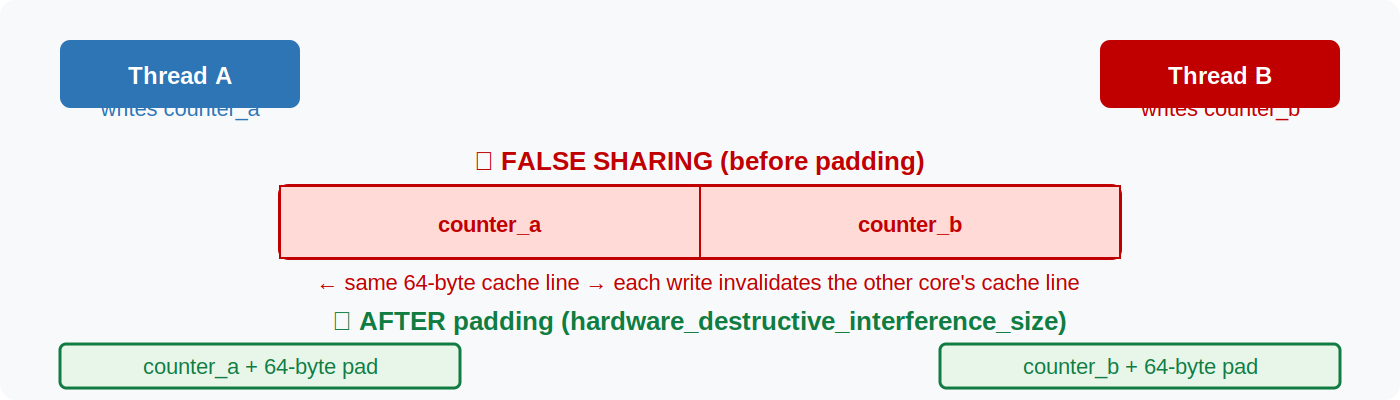 Thread A
Thread B
writes counter_a
writes counter_b
FALSE SHARING (before padding)
counter_a
counter_b
← same 64-byte cache line → each write invalidates the other core's cache line
AFTER padding (hardware_destructive_interference_size)
counter_a + 64-byte pad
counter_b + 64-byte pad